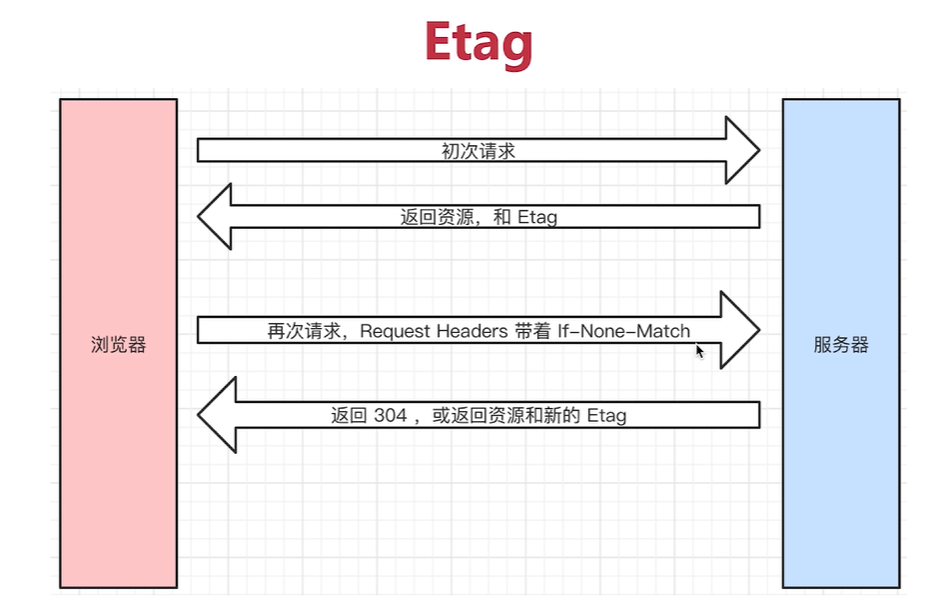 Etag
初次请求
返回资源，和 Etag
再次请求，Request Headers 带着 If-None-Match
浏览器
服务器
返回 304 ，或返回资源和新的 Etag